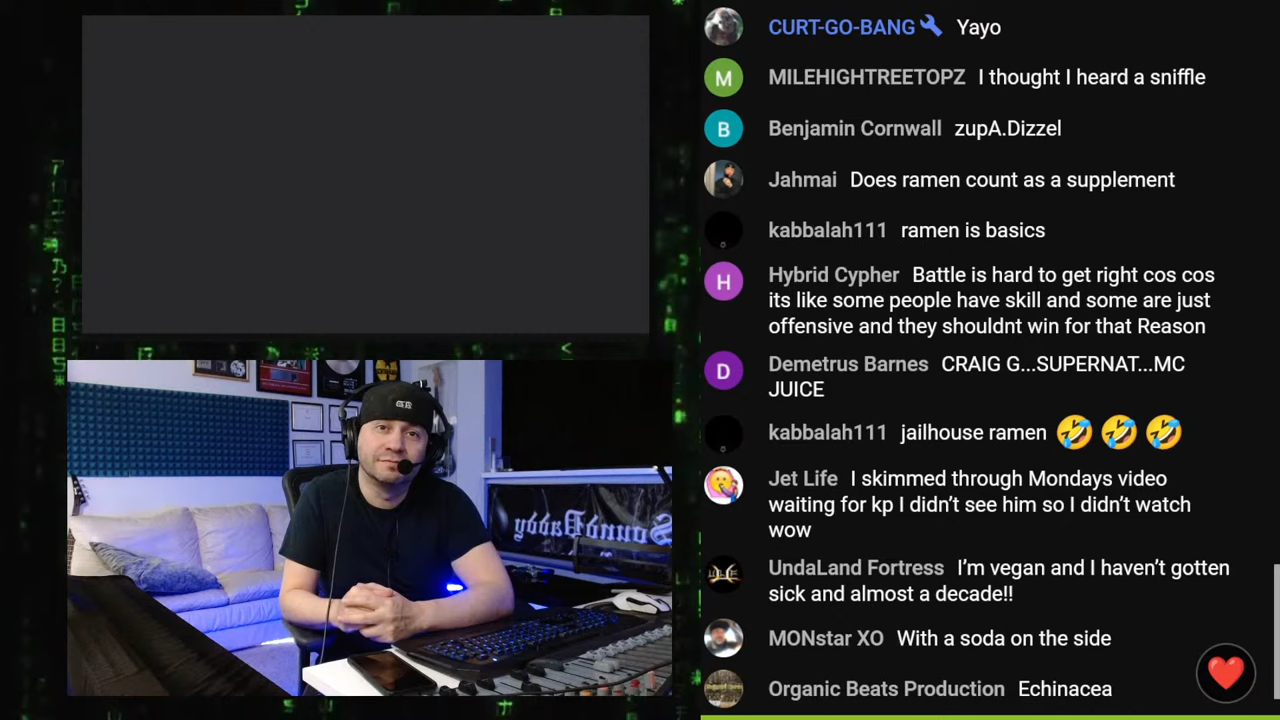 CURT-GO-BANG Yayo
M MILEHIGHTREETOPZ I thought I heard a sniffle
B Benjamin Cornwall zupA.Dizzel
Jahmai Does ramen count as a supplement
kabbalah111 ramen is basics
H Hybrid Cypher Battle is hard to get right cos cos
its like some people have skill and some are just
offensive and they shouldnt win for that Reason
D Demetrus Barnes CRAIG G...SUPERNAT...MC
JUICE
kabbalah111 jailhouse ramen 🤣 🤣 🤣
Jet Life I skimmed through Mondays video
waiting for kp I didn’t see him so I didn’t watch
wow
UndaLand Fortress I’m vegan and I haven’t gotten
sick and almost a decade!!
MONstar XO With a soda on the side
Organic Beats Production Echinacea
SoundDaddy